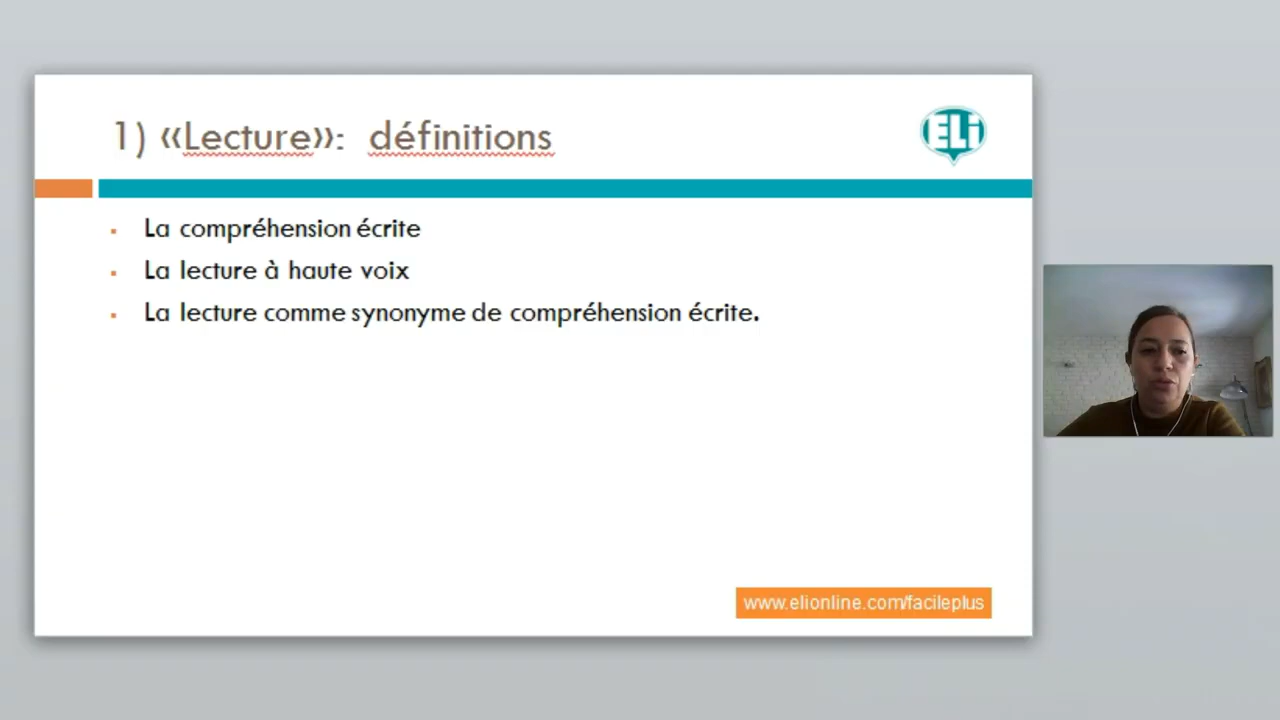 1) «Lecture»: définitions
ELi
La compréhension écrite
La lecture à haute voix
La lecture comme synonyme de compréhension écrite.
www.elionline.com/facileplus